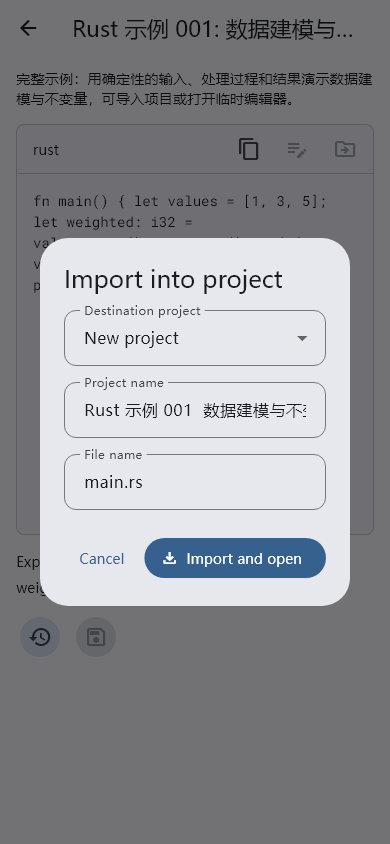 Rust 示例 001: 数据建模与...
完整示例：用确定性的输入、处理过程和结果演示数据建
模与不变量，可导入项目或打开临时编辑器。
rust
fn main() { let values = [1, 3, 5];
let weighted: i32 =
Import into project
Destination project
New project
Project name
Rust 示例 001 数据建模与不
File name
main.rs
Cancel
Import and open